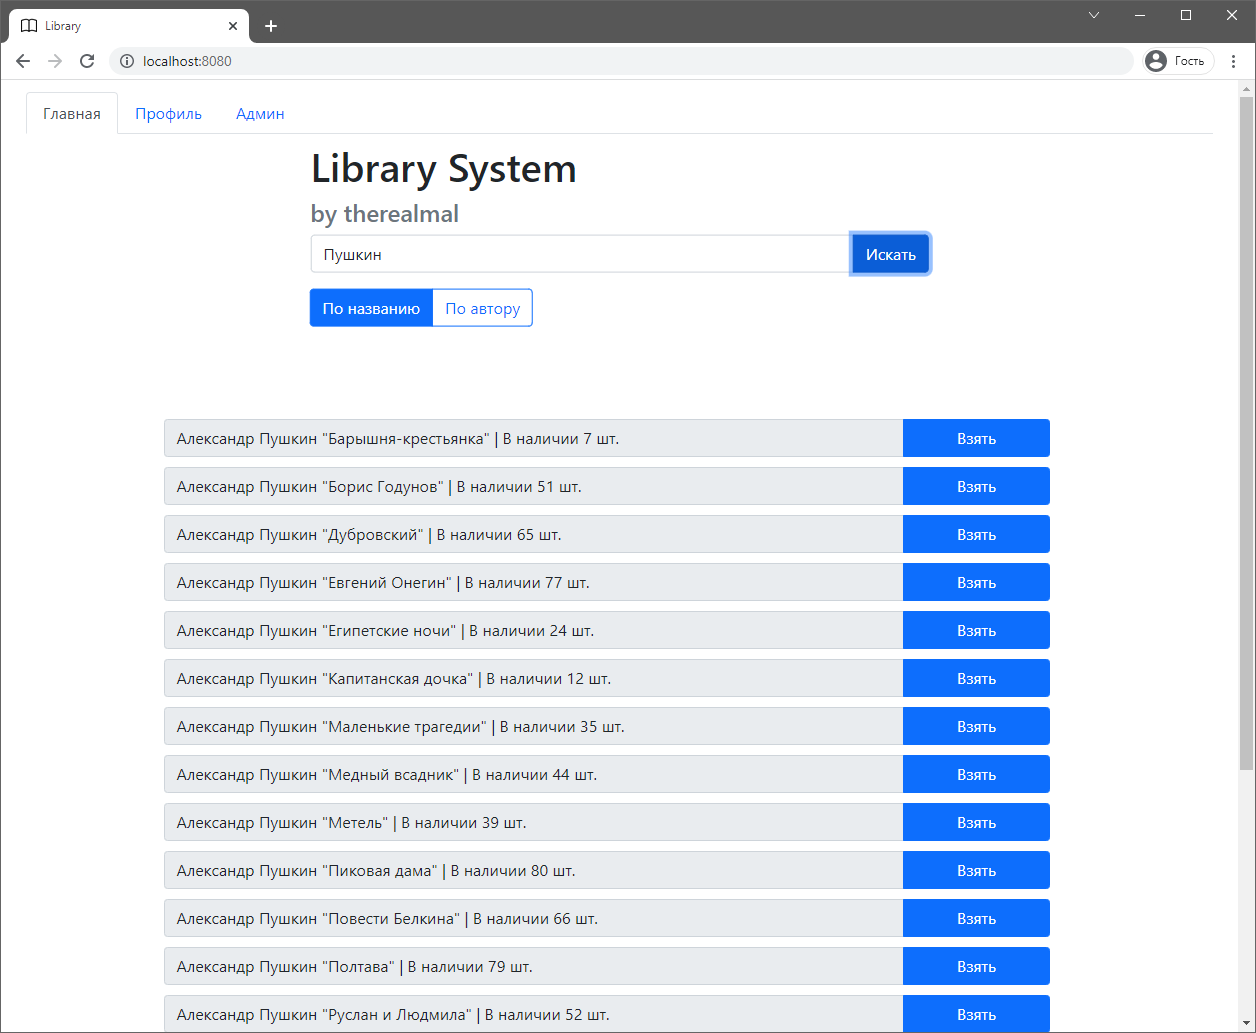 Library
localhost:8080
Гость
Главная Профиль Админ
Library System
by therealmal
Пушкин Искать
По названию По автору
Александр Пушкин "Барышня-крестьянка" | В наличии 7 шт. Взять
Александр Пушкин "Борис Годунов" | В наличии 51 шт. Взять
Александр Пушкин "Дубровский" | В наличии 65 шт. Взять
Александр Пушкин "Евгений Онегин" | В наличии 77 шт. Взять
Александр Пушкин "Египетские ночи" | В наличии 24 шт. Взять
Александр Пушкин "Капитанская дочка" | В наличии 12 шт. Взять
Александр Пушкин "Маленькие трагедии" | В наличии 35 шт. Взять
Александр Пушкин "Медный всадник" | В наличии 44 шт. Взять
Александр Пушкин "Метель" | В наличии 39 шт. Взять
Александр Пушкин "Пиковая дама" | В наличии 80 шт. Взять
Александр Пушкин "Повести Белкина" | В наличии 66 шт. Взять
Александр Пушкин "Полтава" | В наличии 79 шт. Взять
Александр Пушкин "Руслан и Людмила" | В наличии 52 шт. Взять